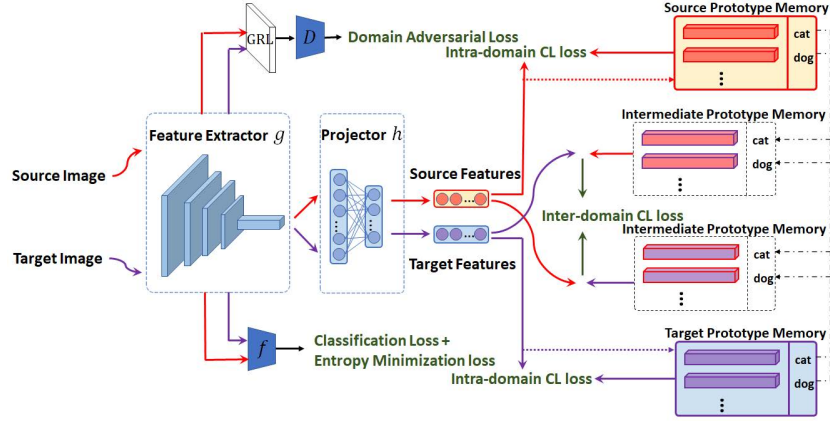 Source Prototype Memory
GRL
D
Domain Adversarial Loss
Intra-domain CL loss
cat
dog
...
Feature Extractor g
Projector h
Intermediate Prototype Memory
cat
dog
...
Source Image
Source Features
...
Inter-domain CL loss
Target Image
...
Target Features
Intermediate Prototype Memory
cat
dog
...
f
Classification Loss +
Entropy Minimization loss
Target Prototype Memory
cat
Intra-domain CL loss
dog
...